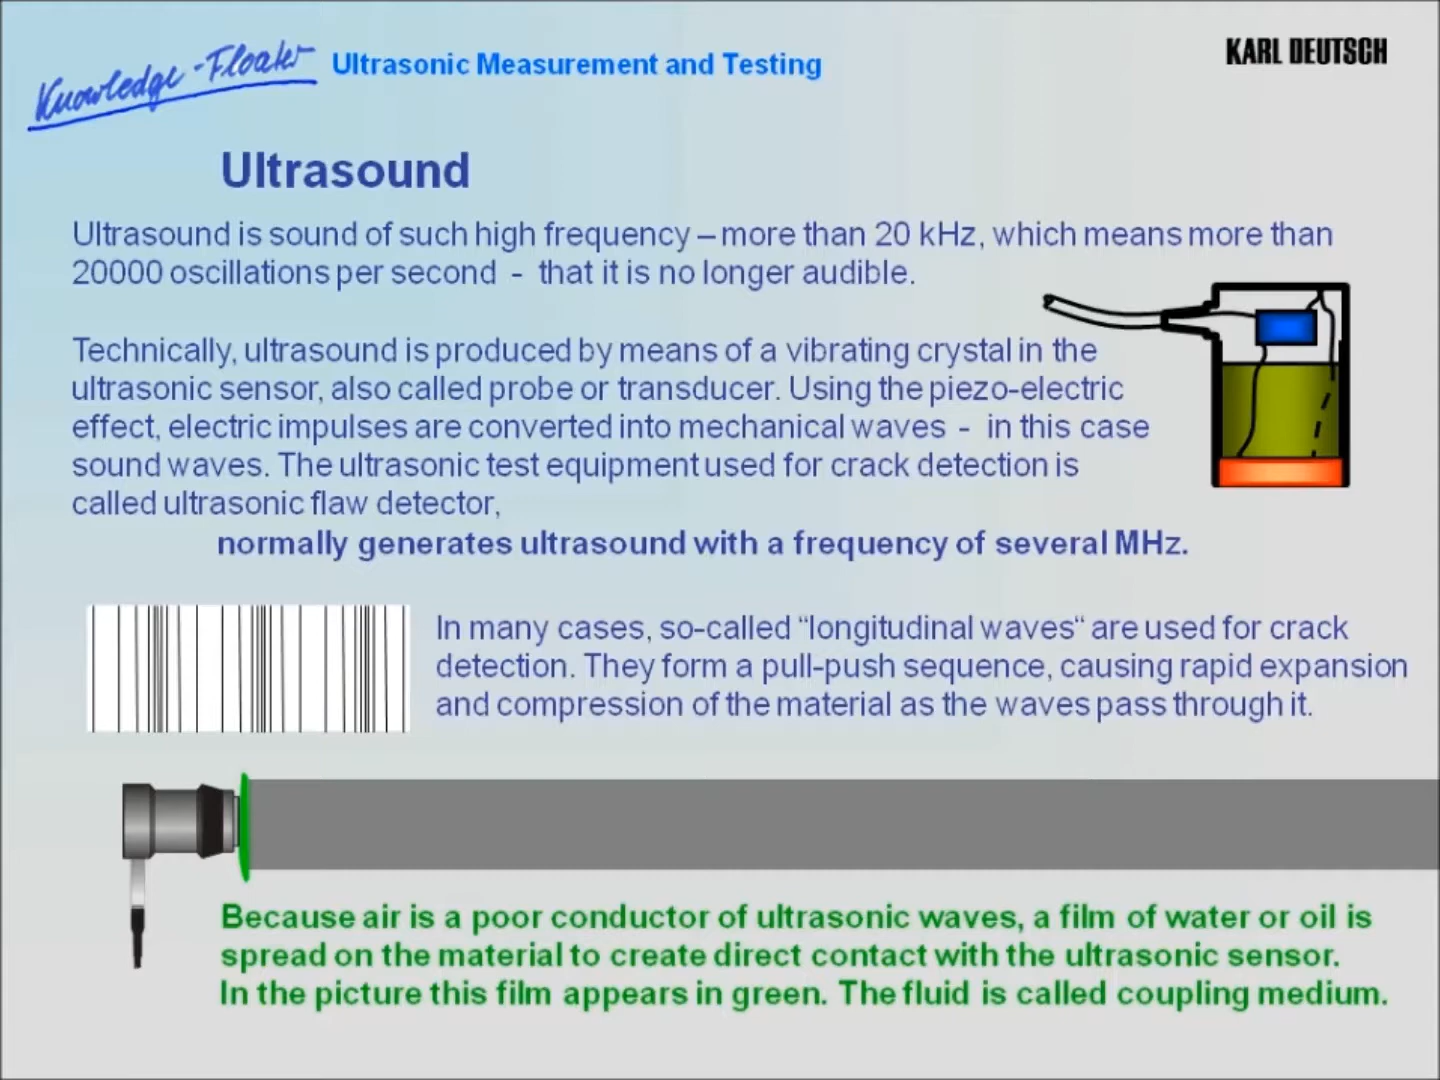 Knowledge-Floater Ultrasonic Measurement and Testing
KARL DEUTSCH
Ultrasound
Ultrasound is sound of such high frequency – more than 20 kHz, which means more than
20000 oscillations per second - that it is no longer audible.
Technically, ultrasound is produced by means of a vibrating crystal in the
ultrasonic sensor, also called probe or transducer. Using the piezo-electric
effect, electric impulses are converted into mechanical waves - in this case
sound waves. The ultrasonic test equipment used for crack detection is
called ultrasonic flaw detector,
normally generates ultrasound with a frequency of several MHz.
In many cases, so-called “longitudinal waves“ are used for crack
detection. They form a pull-push sequence, causing rapid expansion
and compression of the material as the waves pass through it.
Because air is a poor conductor of ultrasonic waves, a film of water or oil is
spread on the material to create direct contact with the ultrasonic sensor.
In the picture this film appears in green. The fluid is called coupling medium.